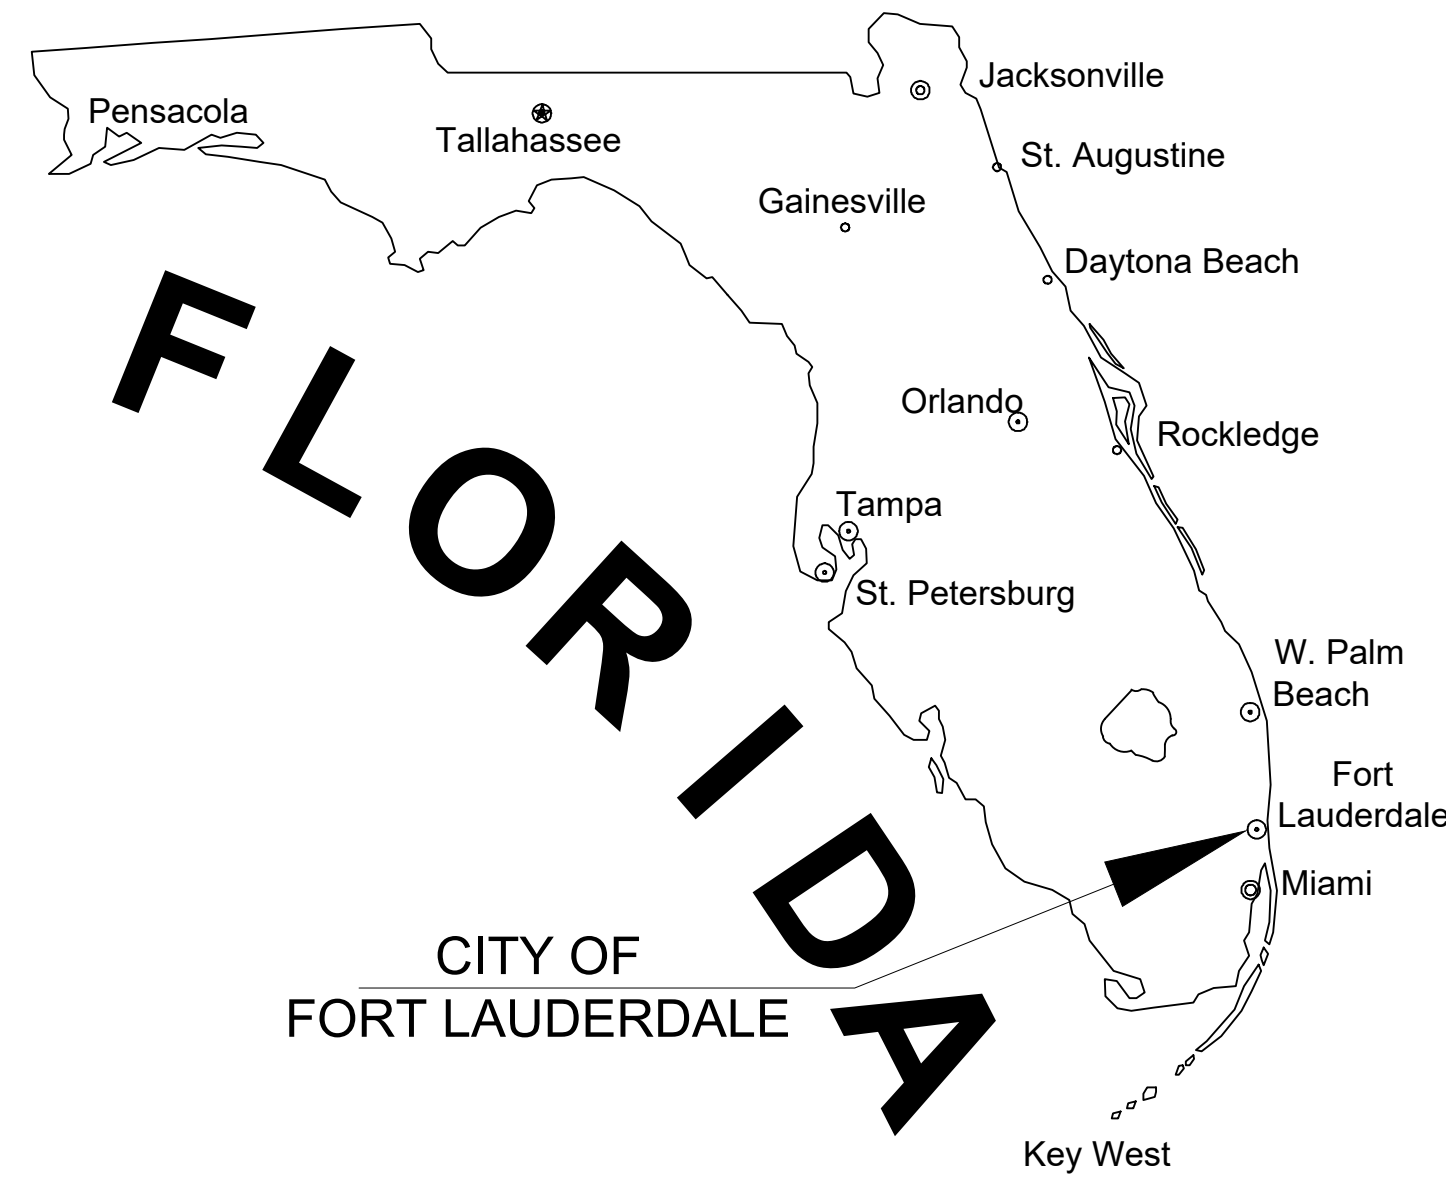 Jacksonville
Pensacola
Tallahassee
St. Augustine
Gainesville
Daytona Beach
FLORIDA
Orlando
Rockledge
Tampa
St. Petersburg
W. Palm
Beach
Fort
Lauderdale
Miami
CITY OF
FORT LAUDERDALE
Key West